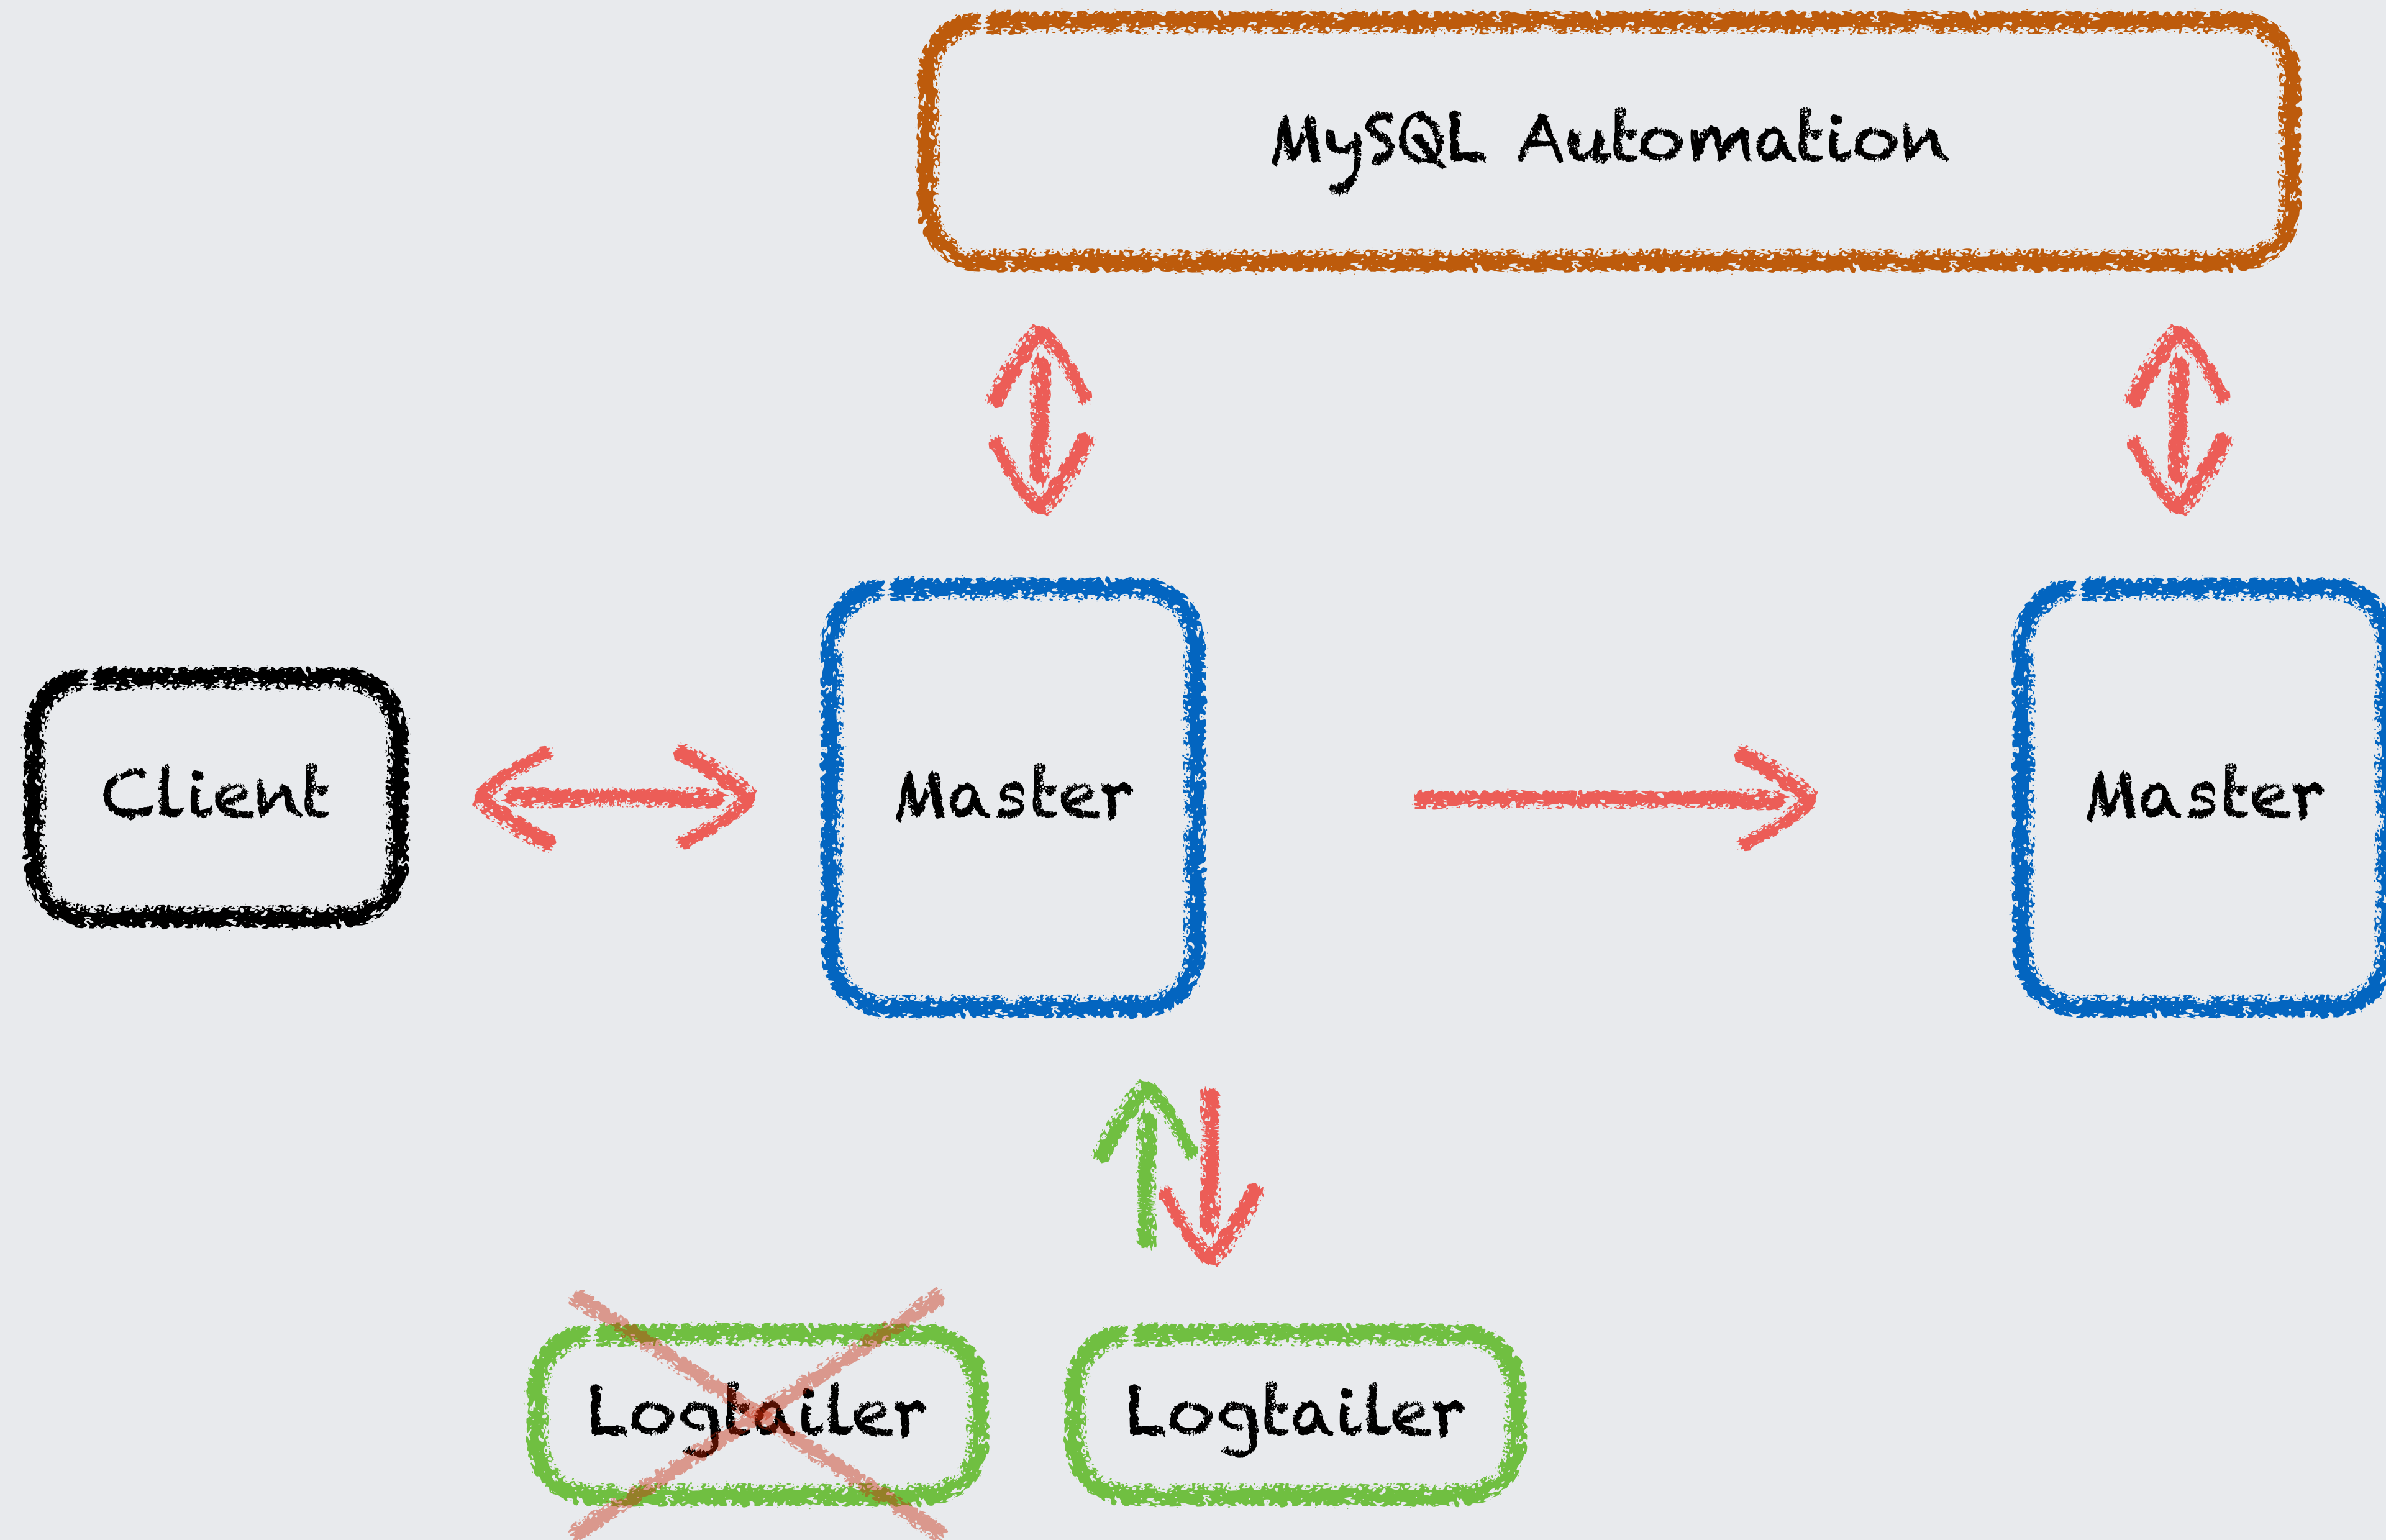 MySQL Automation
Client
Master
Master
Logtailer
Logtailer